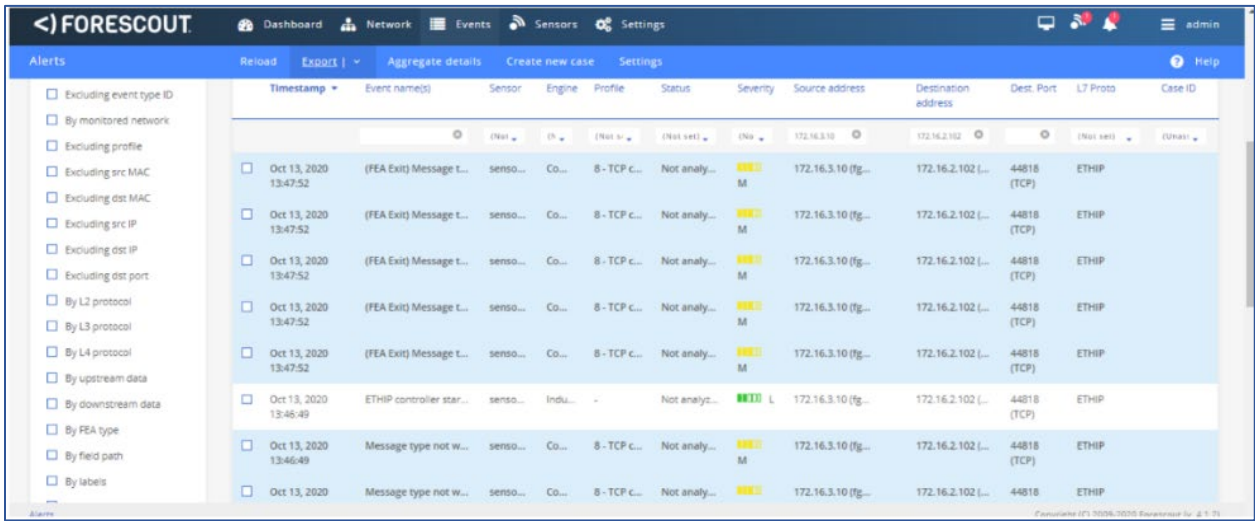 <) FORESCOUT.
Dashboard Network Events Sensors Settings admin
Alerts Reload Export | Aggregate details Create new case Settings Help
Excluding event type ID
By monitored network
Excluding profile
Excluding src MAC
Excluding dst MAC
Excluding src IP
Excluding dst IP
Excluding dst port
By L2 protocol
By L3 protocol
By L4 protocol
By upstream data
By downstream data
By FEA type
By field path
By labels
Timestamp Event name(s) Sensor Engine Profile Status Severity Source address Destination address Dest. Port L7 Proto Case ID
(Not (N (Not s (Not set) (No 172.16.3.10 172.16.2.102 (Not set) (Unas
Oct 13, 2020 13:47:52 (FEA Exit) Message t... senso... Co... 8 - TCP c... Not analy... M 172.16.3.10 (fg... 172.16.2.102 (... 44818 (TCP) ETHIP
Oct 13, 2020 13:47:52 (FEA Exit) Message t... senso... Co... 8 - TCP c... Not analy... M 172.16.3.10 (fg... 172.16.2.102 (... 44818 (TCP) ETHIP
Oct 13, 2020 13:47:52 (FEA Exit) Message t... senso... Co... 8 - TCP c... Not analy... M 172.16.3.10 (fg... 172.16.2.102 (... 44818 (TCP) ETHIP
Oct 13, 2020 13:47:52 (FEA Exit) Message t... senso... Co... 8 - TCP c... Not analy... M 172.16.3.10 (fg... 172.16.2.102 (... 44818 (TCP) ETHIP
Oct 13, 2020 13:47:52 (FEA Exit) Message t... senso... Co... 8 - TCP c... Not analy... M 172.16.3.10 (fg... 172.16.2.102 (... 44818 (TCP) ETHIP
Oct 13, 2020 13:46:49 ETHIP controller star... senso... Indu... - Not analyz... L 172.16.3.10 (fg... 172.16.2.102 (... 44818 (TCP) ETHIP
Oct 13, 2020 13:46:49 Message type not w... senso... Co... 8 - TCP c... Not analy... M 172.16.3.10 (fg... 172.16.2.102 (... 44818 (TCP) ETHIP
Oct 13, 2020 Message type not w... senso... Co... 8 - TCP c... Not analy... 172.16.3.10 (fg... 172.16.2.102 (... 44818 ETHIP
Alerts Copyright (C) 2009-2020 Forescout (v. 4.1.2)